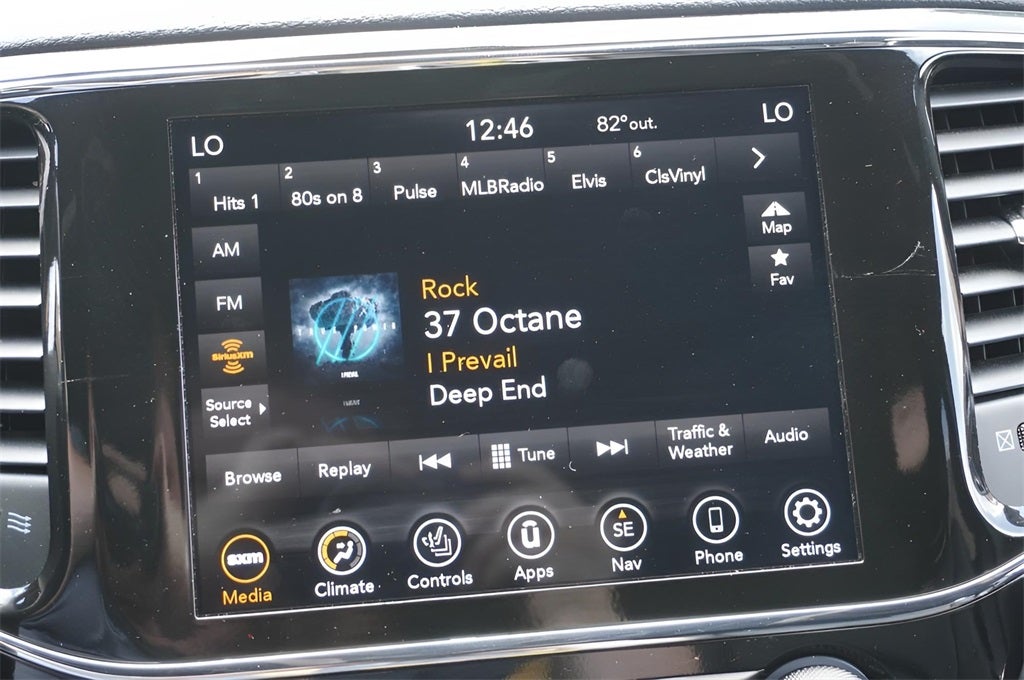 LO
12:46
82° out.
LO
1 Hits 1
2 80s on 8
3 Pulse
4 MLBRadio
5 Elvis
6 ClsVinyl
AM
Map
FM
Fav
SiriusXM
Source
Select
TRAUMA
I PREVAIL
Rock
37 Octane
I Prevail
Deep End
Browse
Replay
Tune
Traffic &
Weather
Audio
sxm
Media
Climate
Controls
u
Apps
SE
Nav
Phone
Settings